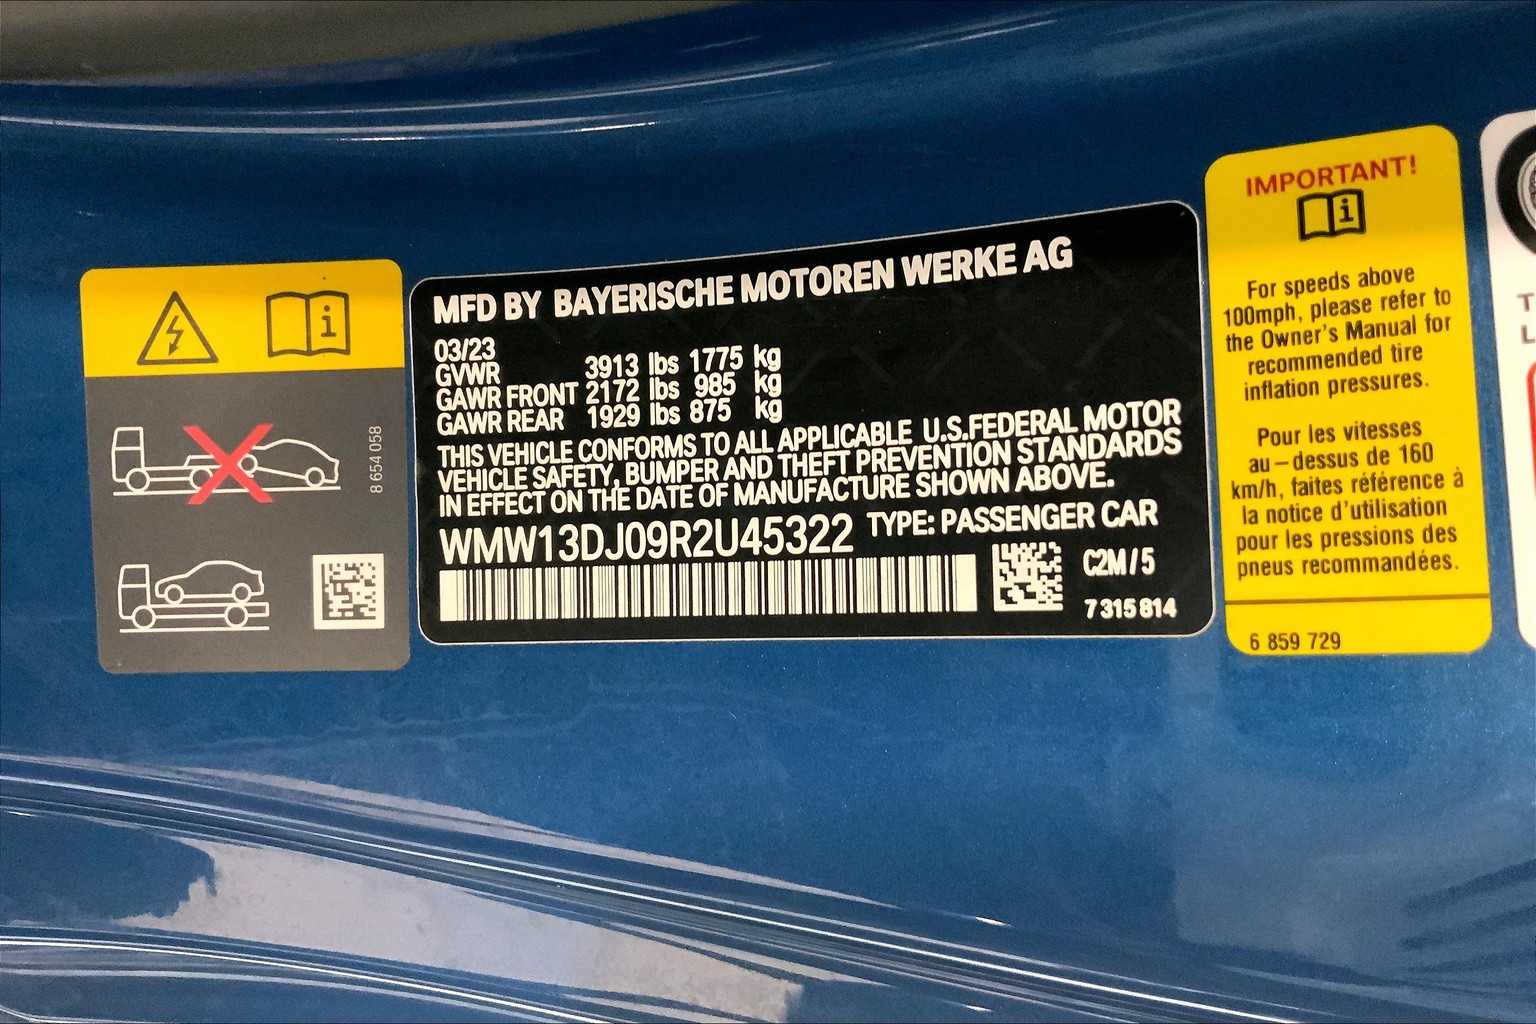 8 654 058
MFD BY BAYERISCHE MOTOREN WERKE AG
03/23
GVWR 3913 lbs 1775 kg
GAWR FRONT 2172 lbs 985 kg
GAWR REAR 1929 lbs 875 kg
THIS VEHICLE CONFORMS TO ALL APPLICABLE U.S.FEDERAL MOTOR
VEHICLE SAFETY, BUMPER AND THEFT PREVENTION STANDARDS
IN EFFECT ON THE DATE OF MANUFACTURE SHOWN ABOVE.
WMW13DJ09R2U45322 TYPE: PASSENGER CAR
C2M/5
7 315 814
IMPORTANT!
For speeds above
100mph, please refer to
the Owner's Manual for
recommended tire
inflation pressures.
Pour les vitesses
au-dessus de 160
km/h, faites référence à
la notice d'utilisation
pour les pressions des
pneus recommandées.
6 859 729